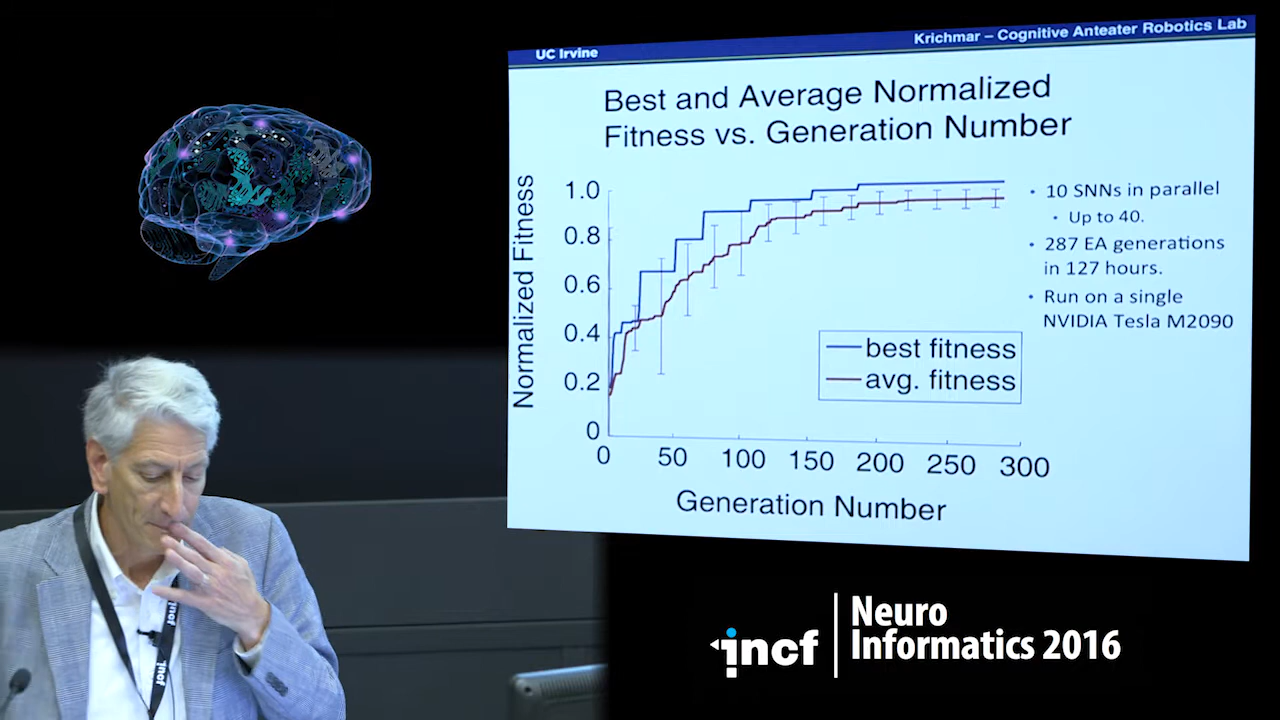 UC Irvine
Krichmar – Cognitive Anteater Robotics Lab
Best and Average Normalized
Fitness vs. Generation Number
Normalized Fitness
1.0
0.8
0.6
0.4
0.2
0
0 50 100 150 200 250 300
Generation Number
best fitness
avg. fitness
• 10 SNNs in parallel
• Up to 40.
• 287 EA generations
in 127 hours.
• Run on a single
NVIDIA Tesla M2090
incf
incf
incf
Neuro
Informatics 2016